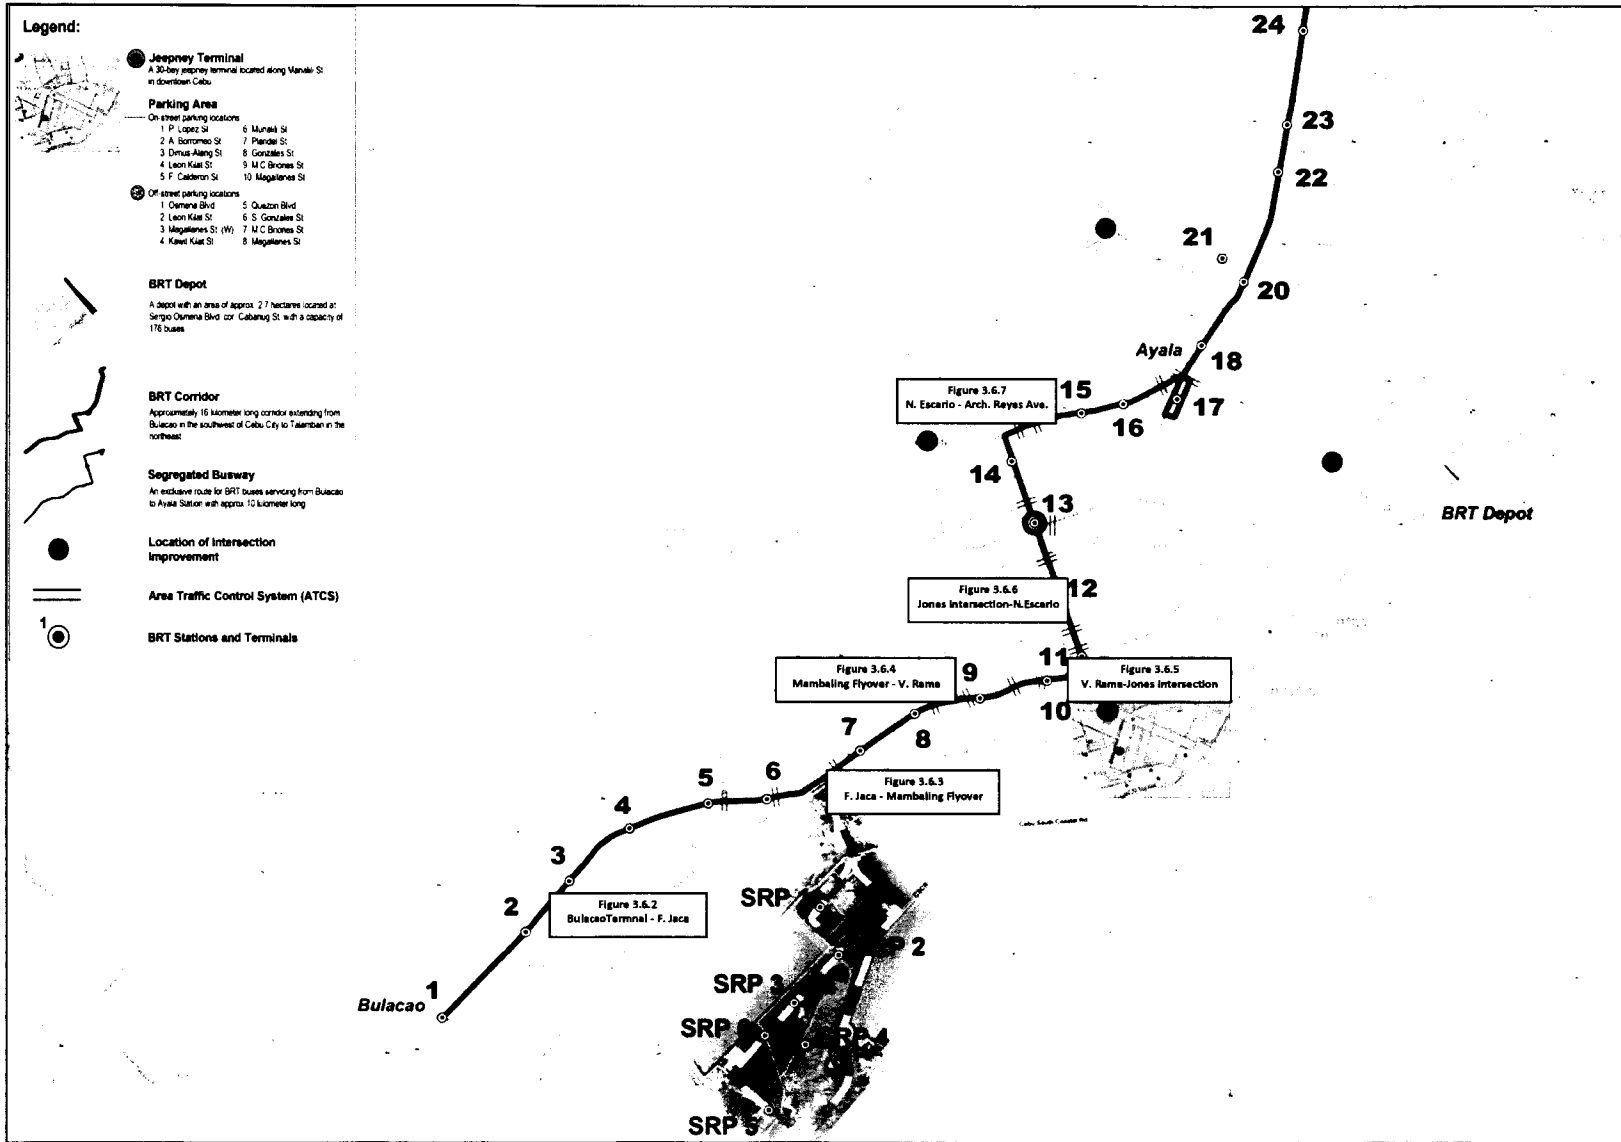 Legend:
Jeepney Terminal
A 30-bay jeepney terminal located along Manalili St
in downtown Cebu
Parking Area
On-street parking locations
1 P. Lopez St 6 Munalili St
2 A. Borromeo St 7 Plaridel St
3 Dimas-Alang St 8 Gonzales St
4 Leon Kilat St 9 M.C Briones St
5 F. Calderon St 10 Magallanes St
Off-street parking locations
1 Osmena Blvd 5 Quezon Blvd
2 Leon Kilat St 6 S. Gonzales St
3 Magallanes St (W) 7 M.C Briones St
4 Kilat St 8 Magallanes St
BRT Depot
A depot with an area of approx. 2.7 hectares located at
Sergio Osmena Blvd cor. Cabahug St. with a capacity of
176 buses
BRT Corridor
Approximately 16 kilometer long corridor extending from
Bulacao in the southwest of Cebu City to Talamban in the
northeast
Segregated Busway
An exclusive route for BRT buses servicing from Bulacao
to Ayala Station with approx 10 kilometer long
Location of Intersection
Improvement
Area Traffic Control System (ATCS)
1
BRT Stations and Terminals
24
23
22
21
20
Ayala
18
17
Figure 3.6.7
N. Escario - Arch. Reyes Ave.
15
16
14
13
BRT Depot
12
Figure 3.6.6
Jones Intersection-N.Escario
11
Figure 3.6.5
V. Rama-Jones Intersection
Figure 3.6.4
Mambaling Flyover - V. Rama
9
10
8
7
6
5
Figure 3.6.3
F. Jaca - Mambaling Flyover
Cebu South Coastal Rd
4
3
Figure 3.6.2
BulacaoTermnal - F. Jaca
2
1
Bulacao
SRP 1
SRP 2
SRP 3
SRP 4
SRP 5
SRP